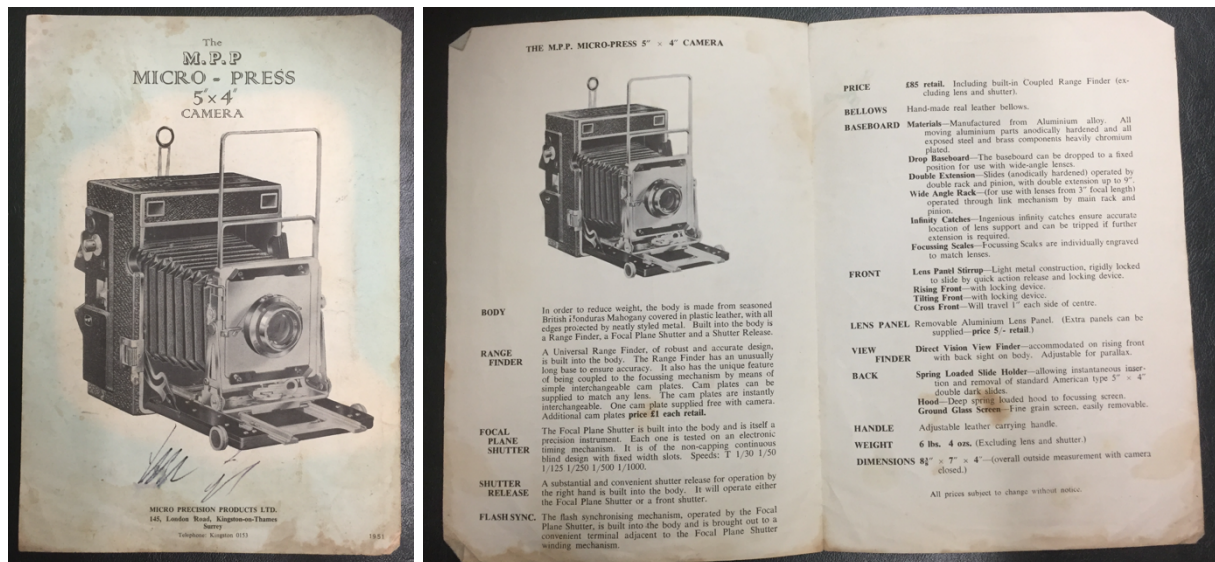 The
M.P.P
MICRO - PRESS
5" x 4"
CAMERA
MICRO PRECISION PRODUCTS LTD.
145, London Road, Kingston-on-Thames
Surrey
Telephone: Kingston 0153
1951
THE M.P.P. MICRO-PRESS 5" × 4" CAMERA
BODY In order to reduce weight, the body is made from seasoned
British Honduras Mahogany covered in plastic leather, with all
edges protected by neatly styled metal. Built into the body is
a Range Finder, a Focal Plane Shutter and a Shutter Release.
RANGE A Universal Range Finder, of robust and accurate design,
FINDER is built into the body. The Range Finder has an unusually
long base to ensure accuracy. It also has the unique feature
of being coupled to the focussing mechanism by means of
simple interchangeable cam plates. Cam plates can be
supplied to match any lens. The cam plates are instantly
interchangeable. One cam plate supplied free with camera.
Additional cam plates price £1 each retail.
FOCAL The Focal Plane Shutter is built into the body and is itself a
PLANE precision instrument. Each one is tested on an electronic
SHUTTER timing mechanism. It is of the non-capping continuous
blind design with fixed width slots. Speeds: T 1/30 1/50
1/125 1/250 1/500 1/1000.
SHUTTER A substantial and convenient shutter release for operation by
RELEASE the right hand is built into the body. It will operate either
the Focal Plane Shutter or a front shutter.
FLASH SYNC. The flash synchronising mechanism, operated by the Focal
Plane Shutter, is built into the body and is brought out to a
convenient terminal adjacent to the Focal Plane Shutter
winding mechanism.
PRICE £85 retail. Including built-in Coupled Range Finder (ex-
cluding lens and shutter).
BELLOWS Hand-made real leather bellows.
BASEBOARD Materials—Manufactured from Aluminium alloy. All
moving aluminium parts anodically hardened and all
exposed steel and brass components heavily chromium
plated.
Drop Baseboard—The baseboard can be dropped to a fixed
position for use with wide-angle lenses.
Double Extension—Slides (anodically hardened) operated by
double rack and pinion, with double extension up to 9".
Wide Angle Rack—(for use with lenses from 3" focal length)
operated through link mechanism by main rack and
pinion.
Infinity Catches—Ingenious infinity catches ensure accurate
location of lens support and can be tripped if further
extension is required.
Focussing Scales—Focussing Scales are individually engraved
to match lenses.
FRONT Lens Panel Stirrup—Light metal construction, rigidly locked
to slide by quick action release and locking device.
Rising Front—with locking device.
Tilting Front—with locking device.
Cross Front—Will travel 1" each side of centre.
LENS PANEL Removable Aluminium Lens Panel. (Extra panels can be
supplied—price 5/- retail.)
VIEW Direct Vision View Finder—accommodated on rising front
FINDER with back sight on body. Adjustable for parallax.
BACK Spring Loaded Slide Holder—allowing instantaneous inser-
tion and removal of standard American type 5" × 4"
double dark slides.
Hood—Deep spring loaded hood to focussing screen.
Ground Glass Screen—Fine grain screen, easily removable.
HANDLE Adjustable leather carrying handle.
WEIGHT 6 lbs. 4 ozs. (Excluding lens and shutter.)
DIMENSIONS 8¾" × 7" × 4"—(overall outside measurement with camera
closed.)
All prices subject to change without notice.